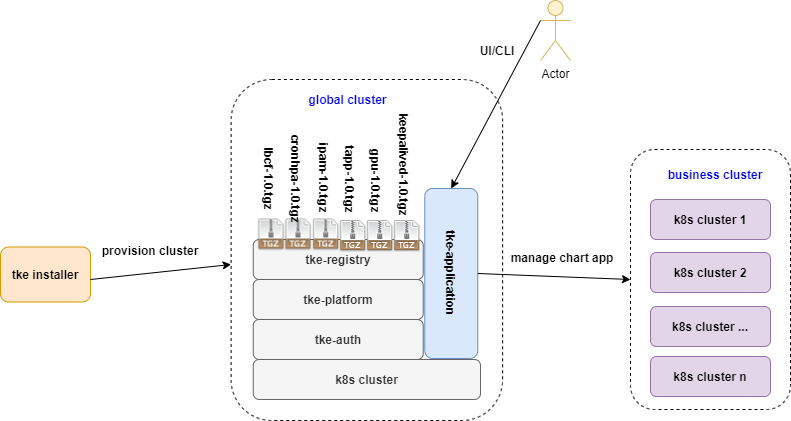 UI/CLI
Actor
global cluster
lbcf-1.0.tgz
cronhpa-1.0.tgz
ipam-1.0.tgz
tapp-1.0.tgz
gpu-1.0.tgz
keepalived-1.0.tgz
TGZ
TGZ
TGZ
TGZ
TGZ
TGZ
tke-registry
tke-platform
tke-auth
k8s cluster
tke-application
provision cluster
tke installer
manage chart app
business cluster
k8s cluster 1
k8s cluster 2
k8s cluster ...
k8s cluster n